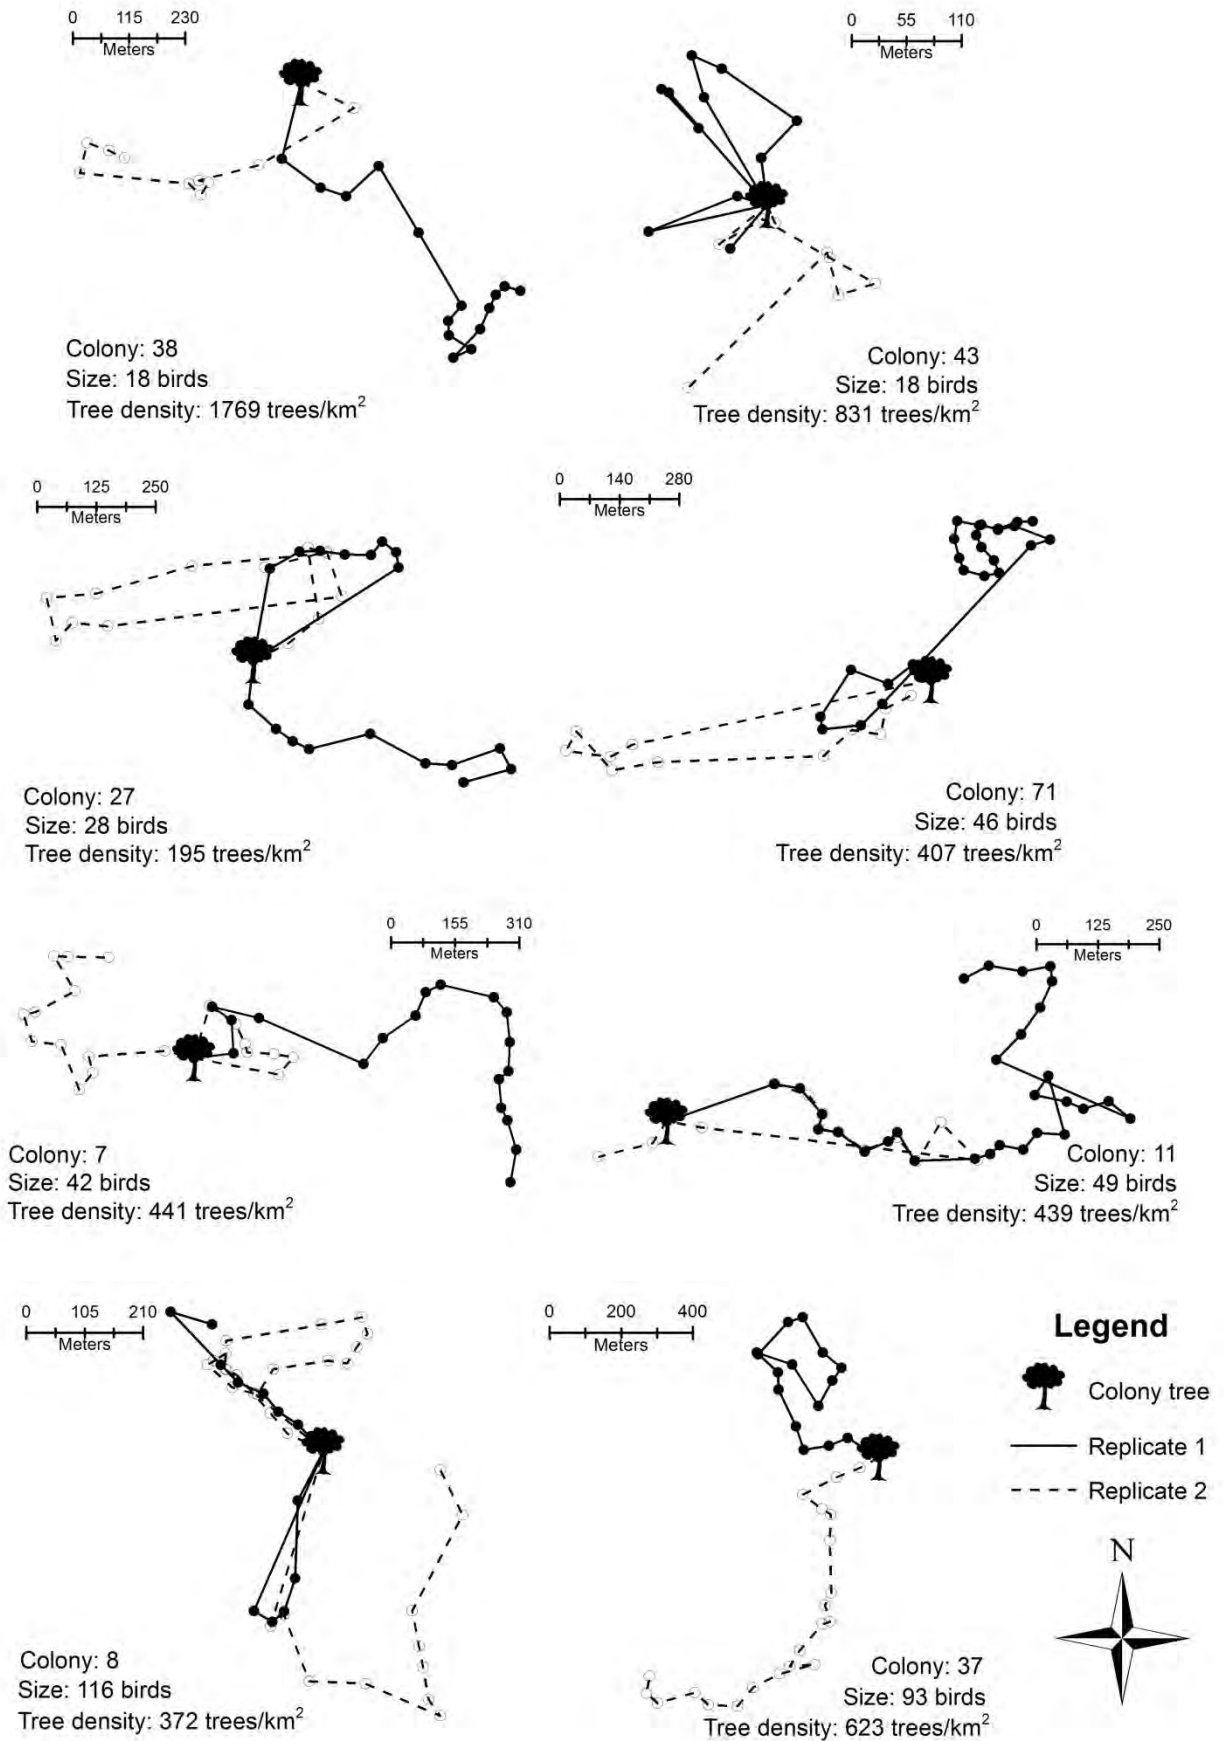 0 115 230
Meters
0 55 110
Meters
Colony: 38
Size: 18 birds
Tree density: 1769 trees/km²
Colony: 43
Size: 18 birds
Tree density: 831 trees/km²
0 125 250
Meters
0 140 280
Meters
Colony: 27
Size: 28 birds
Tree density: 195 trees/km²
Colony: 71
Size: 46 birds
Tree density: 407 trees/km²
0 155 310
Meters
0 125 250
Meters
Colony: 7
Size: 42 birds
Tree density: 441 trees/km²
Colony: 11
Size: 49 birds
Tree density: 439 trees/km²
0 105 210
Meters
0 200 400
Meters
Colony: 8
Size: 116 birds
Tree density: 372 trees/km²
Colony: 37
Size: 93 birds
Tree density: 623 trees/km²
Legend
Colony tree
Replicate 1
Replicate 2
N